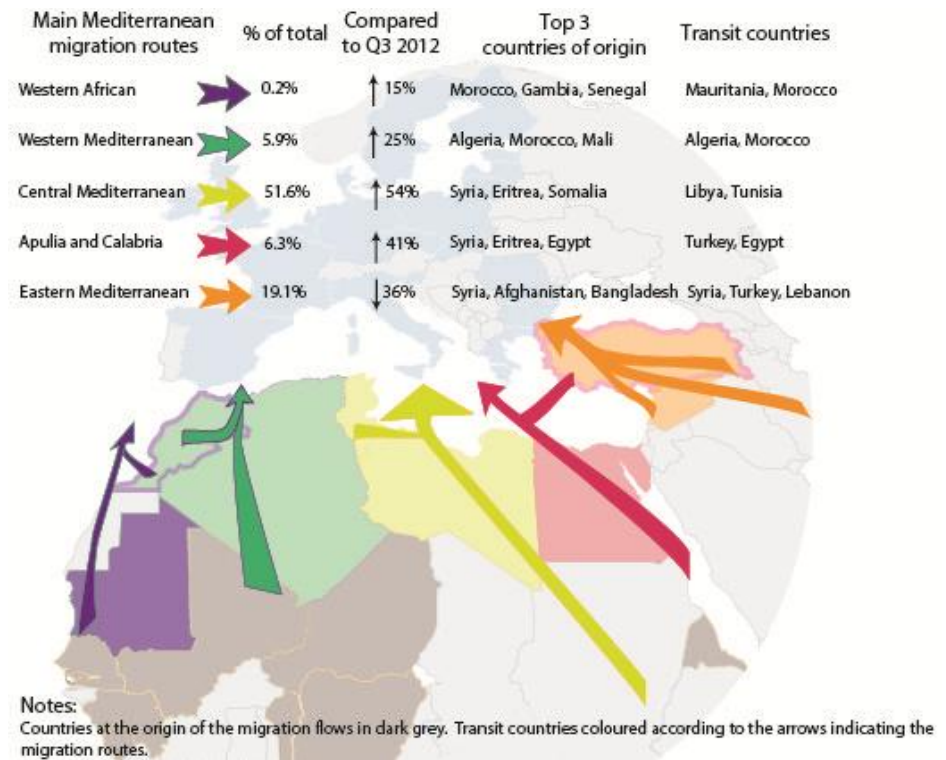 Main Mediterranean migration routes % of total Compared to Q3 2012 Top 3 countries of origin Transit countries
Western African 0.2% ↑ 15% Morocco, Gambia, Senegal Mauritania, Morocco
Western Mediterranean 5.9% ↑ 25% Algeria, Morocco, Mali Algeria, Morocco
Central Mediterranean 51.6% ↑ 54% Syria, Eritrea, Somalia Libya, Tunisia
Apulia and Calabria 6.3% ↑ 41% Syria, Eritrea, Egypt Turkey, Egypt
Eastern Mediterranean 19.1% ↓ 36% Syria, Afghanistan, Bangladesh Syria, Turkey, Lebanon
Notes:
Countries at the origin of the migration flows in dark grey. Transit countries coloured according to the arrows indicating the
migration routes.